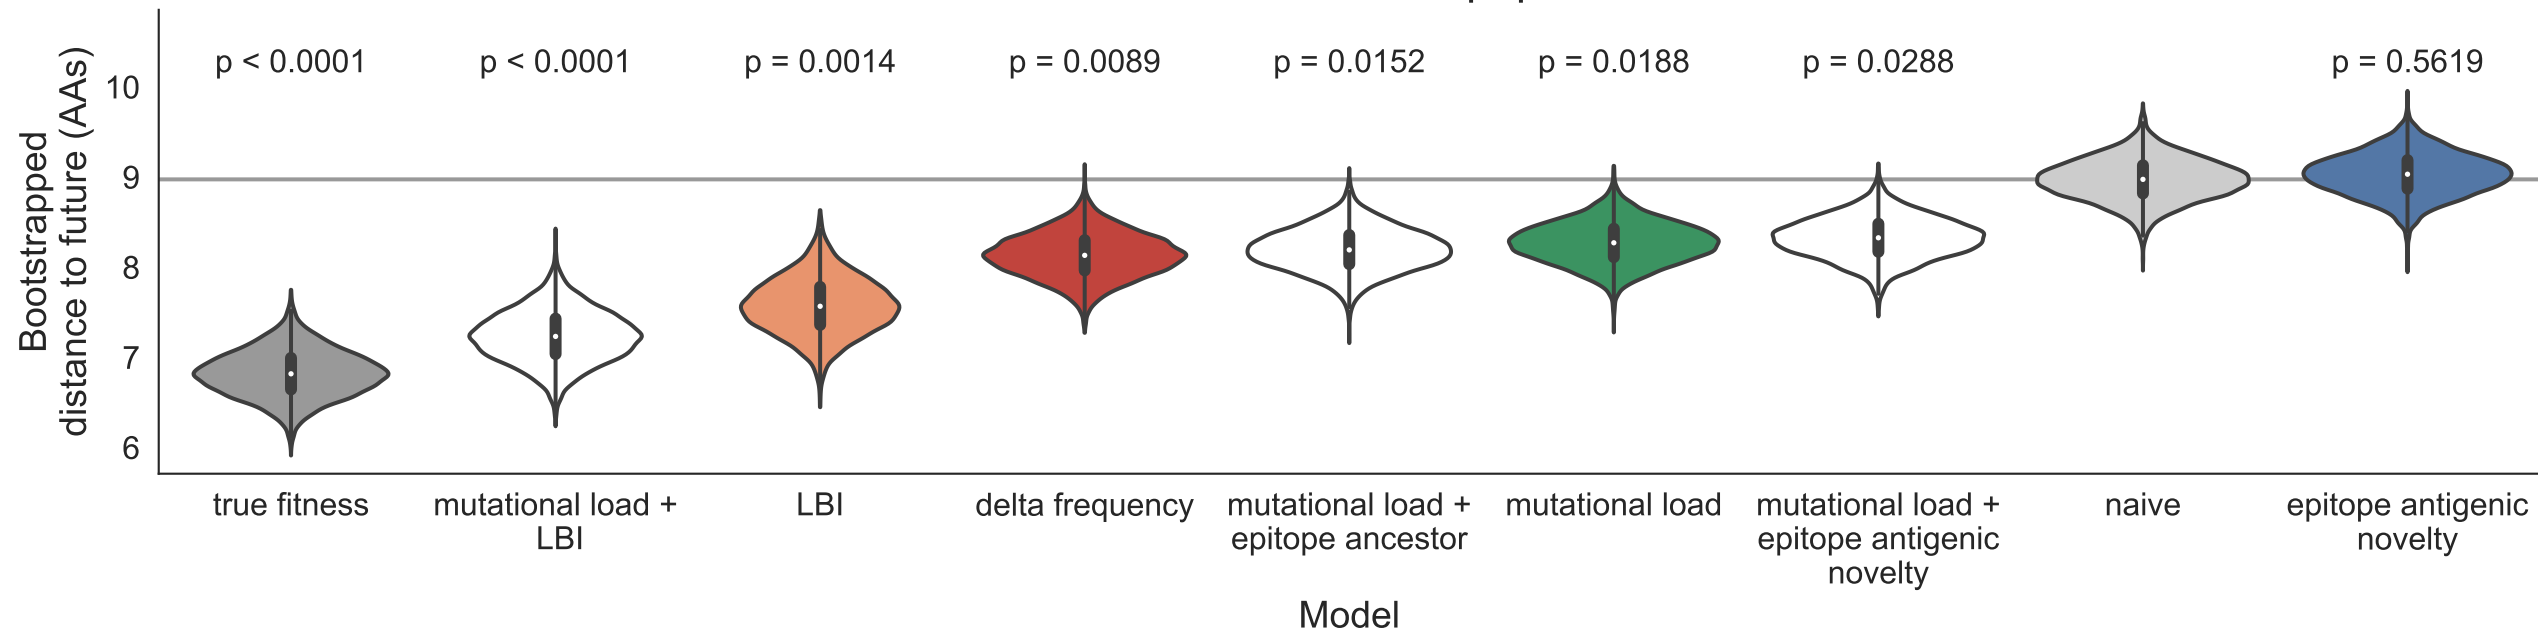 p < 0.0001
p < 0.0001
p = 0.0014
p = 0.0089
p = 0.0152
p = 0.0188
p = 0.0288
p = 0.5619
Bootstrapped
distance to future (AAs)
10
9
8
7
6
true fitness
mutational load +
LBI
LBI
delta frequency
mutational load +
epitope ancestor
mutational load
mutational load +
epitope antigenic
novelty
naive
epitope antigenic
novelty
Model